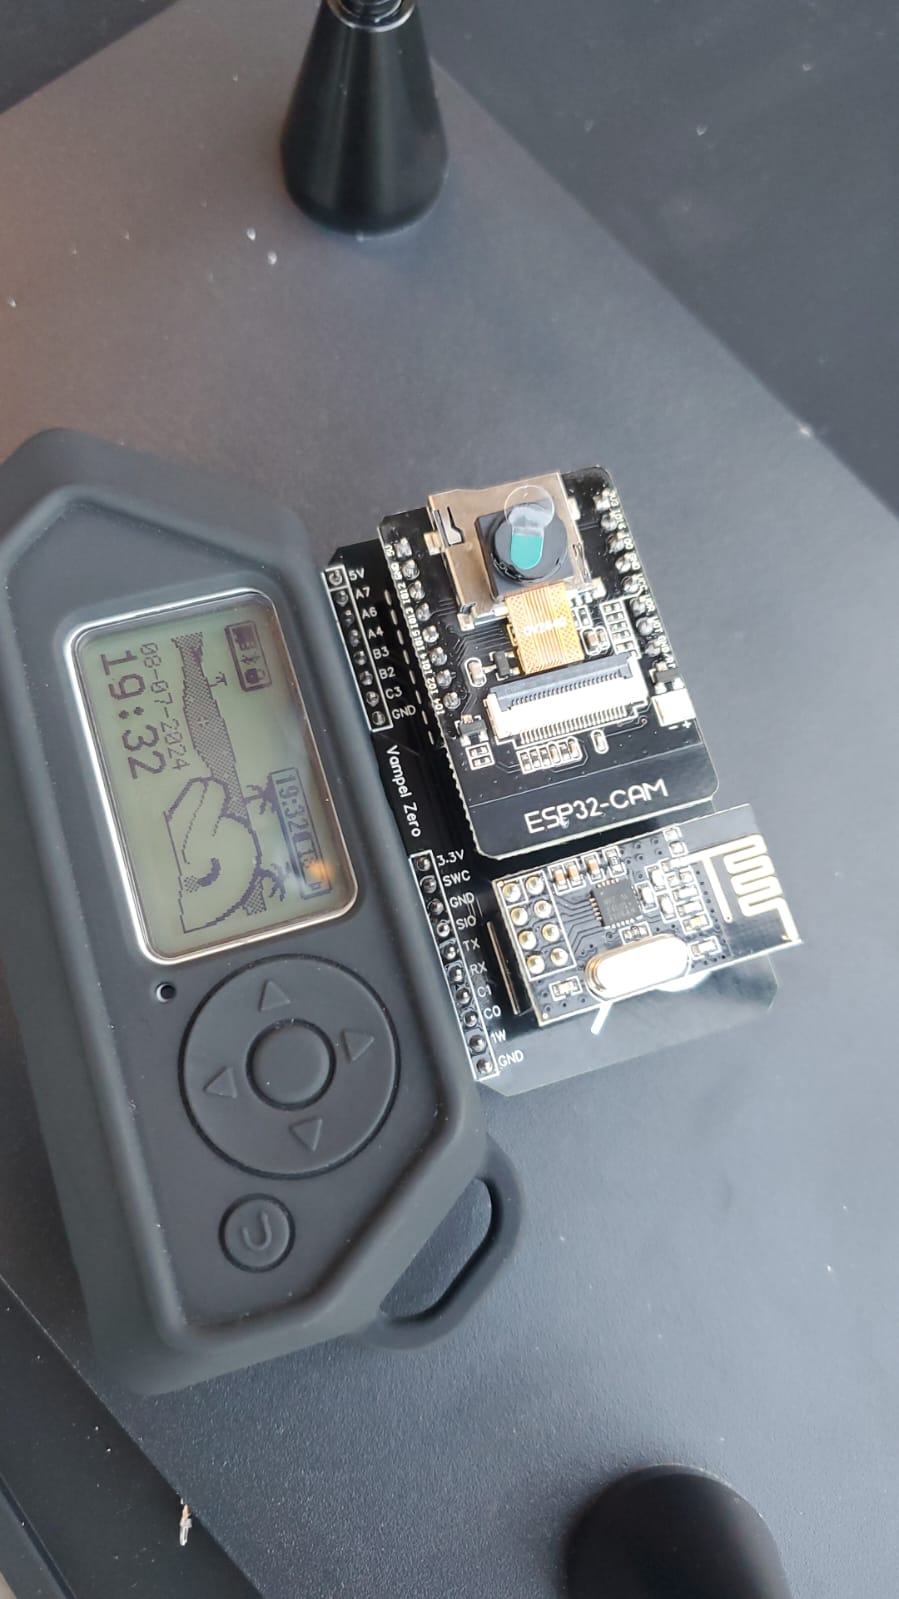 19:32
08-07-2024
19:32
5V
A7
A6
A4
B3
B2
C3
GND
Vampel Zero
3.3V
SWC
GND
SIO
TX
RX
C1
C0
1W
GND
ESP32-CAM